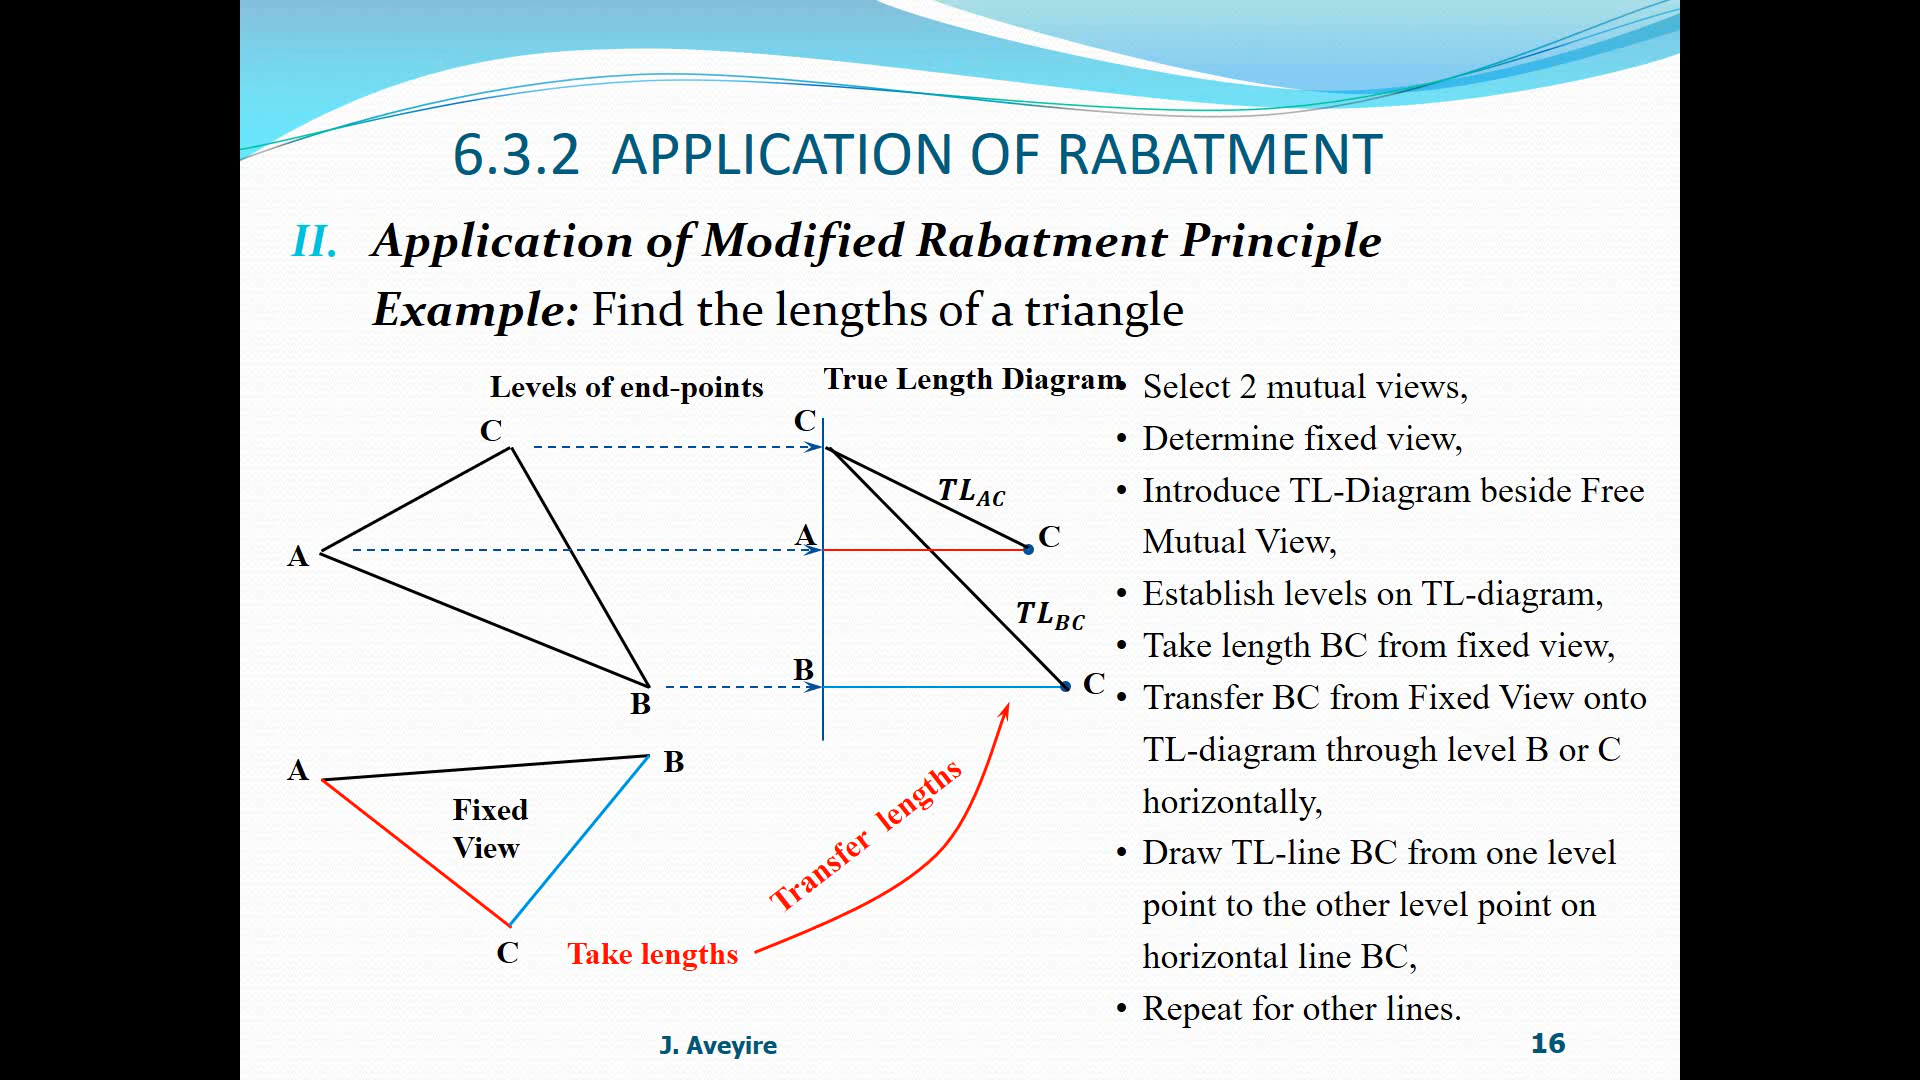 6.3.2 APPLICATION OF RABATMENT
II. Application of Modified Rabatment Principle
Example: Find the lengths of a triangle
Levels of end-points
True Length Diagram
C
C
A
A
B
B
C
C
TL_AC
TL_BC
A
B
C
Fixed
View
Take lengths
Transfer lengths
• Select 2 mutual views,
• Determine fixed view,
• Introduce TL-Diagram beside Free
Mutual View,
• Establish levels on TL-diagram,
• Take length BC from fixed view,
• Transfer BC from Fixed View onto
TL-diagram through level B or C
horizontally,
• Draw TL-line BC from one level
point to the other level point on
horizontal line BC,
• Repeat for other lines.
J. Aveyire
16